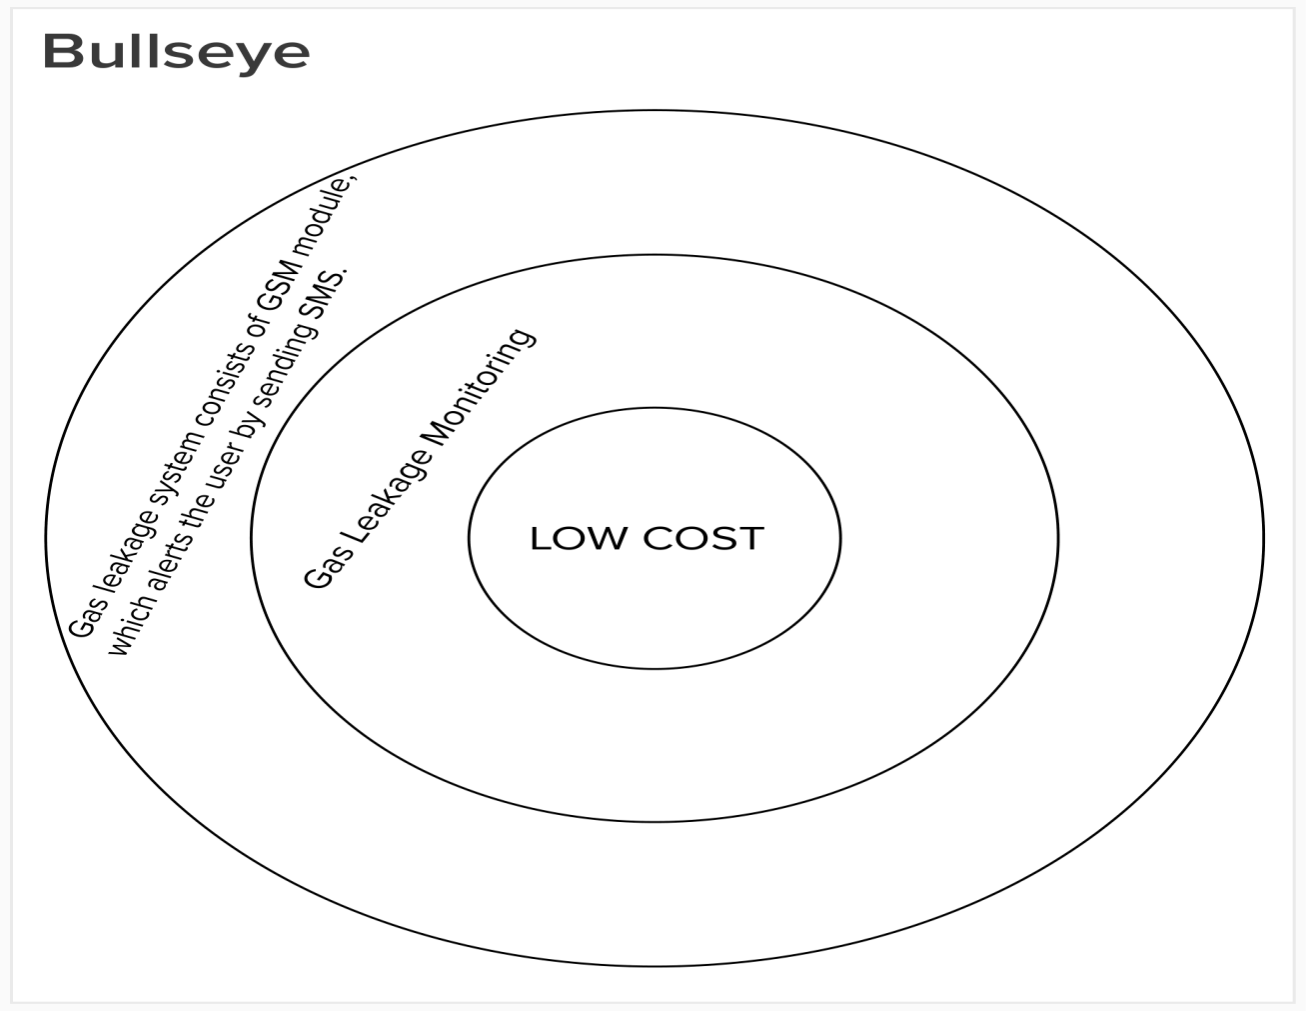 Bullseye
Gas leakage system consists of GSM module,
which alerts the user by sending SMS.
Gas Leakage Monitoring
LOW COST